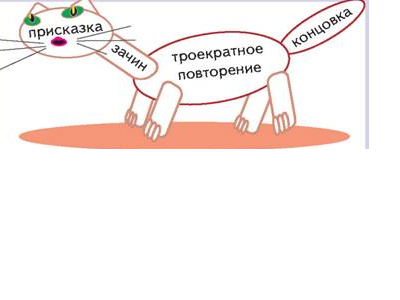 присказка
зачин
троекратное
повторение
концовка